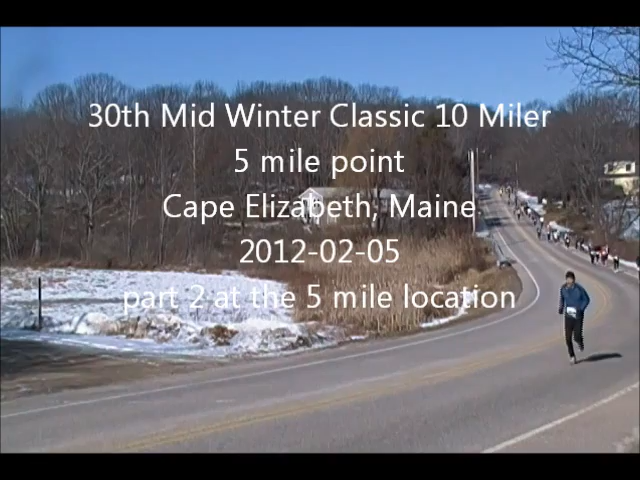 30th Mid Winter Classic 10 Miler
5 mile point
Cape Elizabeth, Maine
2012-02-05
part 2 at the 5 mile location